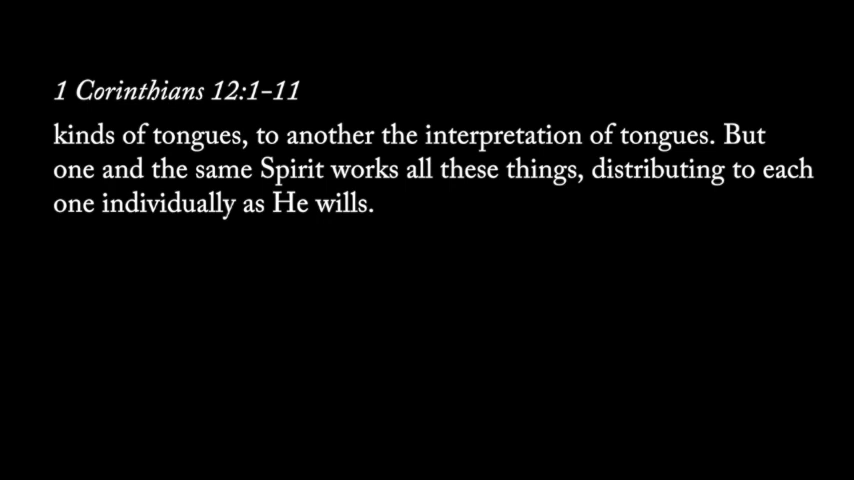 1 Corinthians 12:1-11
kinds of tongues, to another the interpretation of tongues. But
one and the same Spirit works all these things, distributing to each
one individually as He wills.